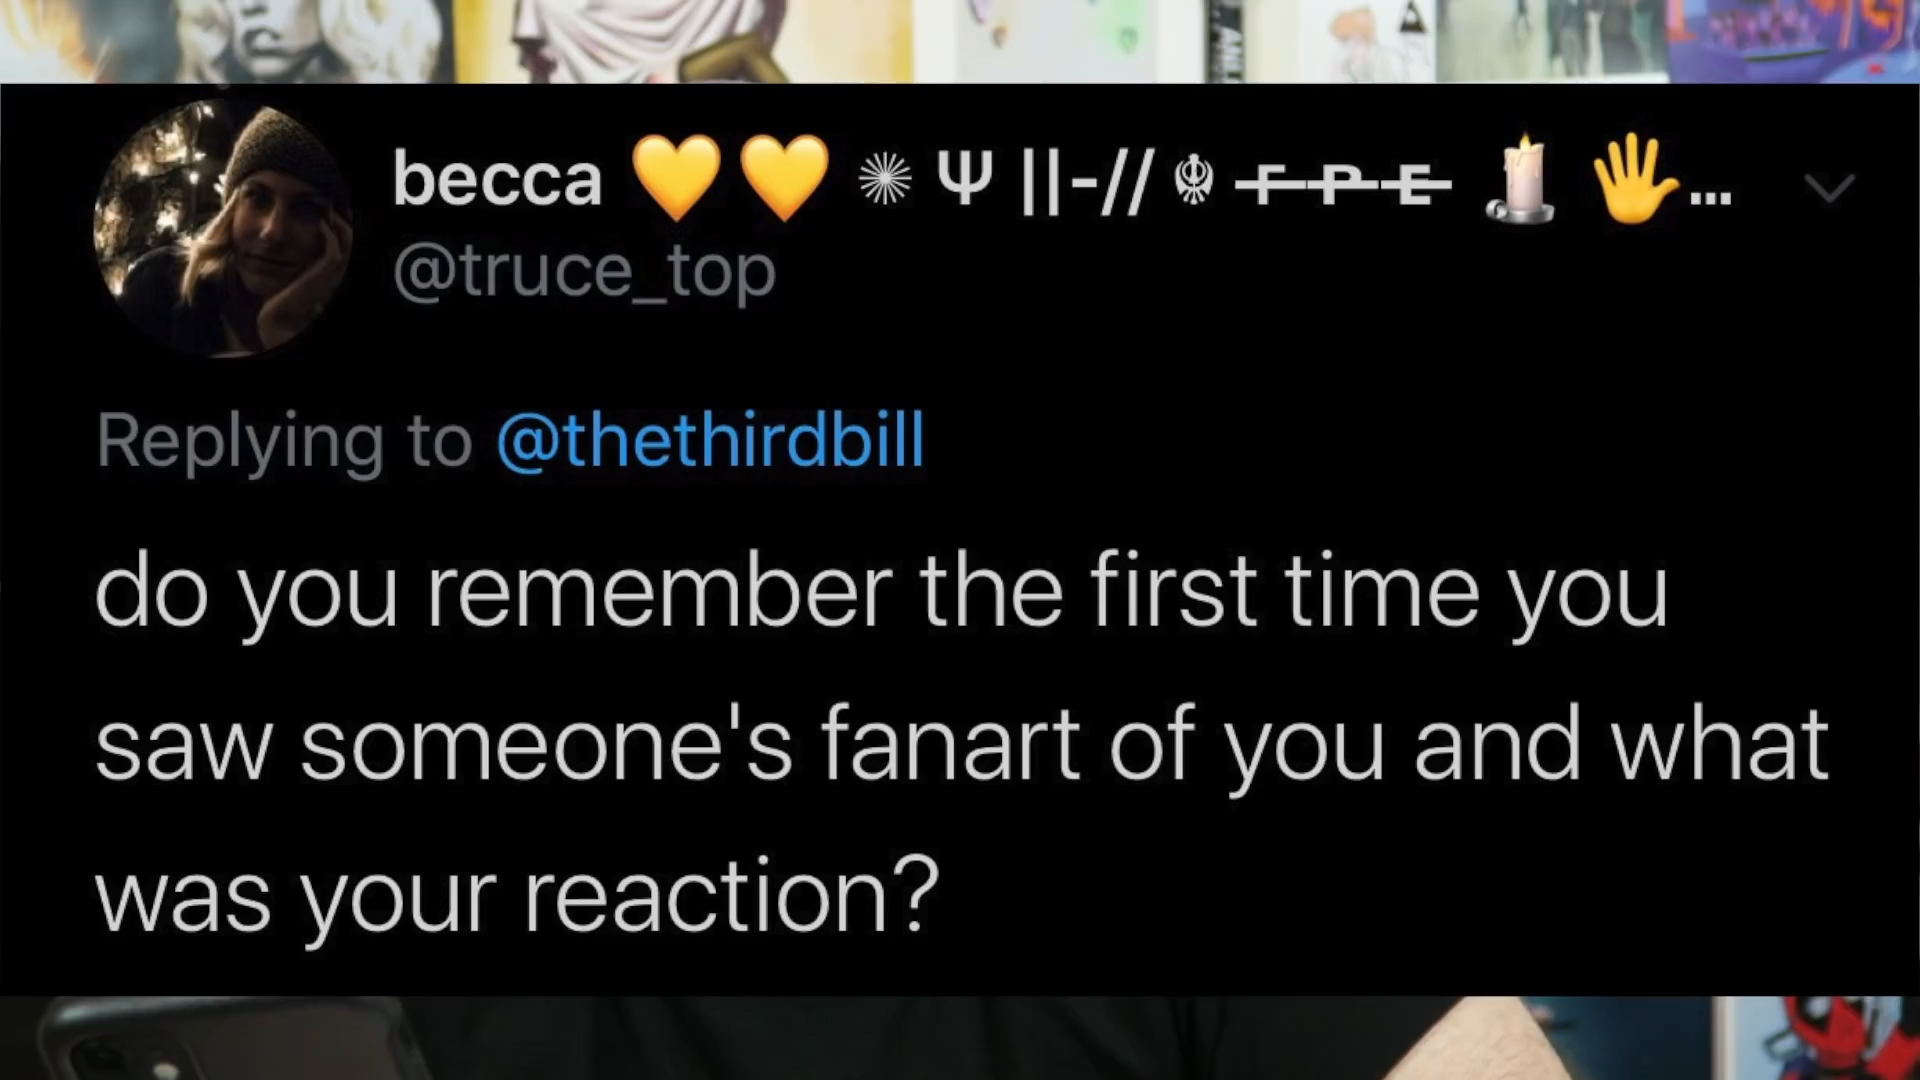 becca 💛💛 ✺ Ψ ||-// ☬ F̶P̶E̶ 🕯️ 🖐️...
@truce_top
Replying to @thethirdbill
do you remember the first time you
saw someone's fanart of you and what
was your reaction?